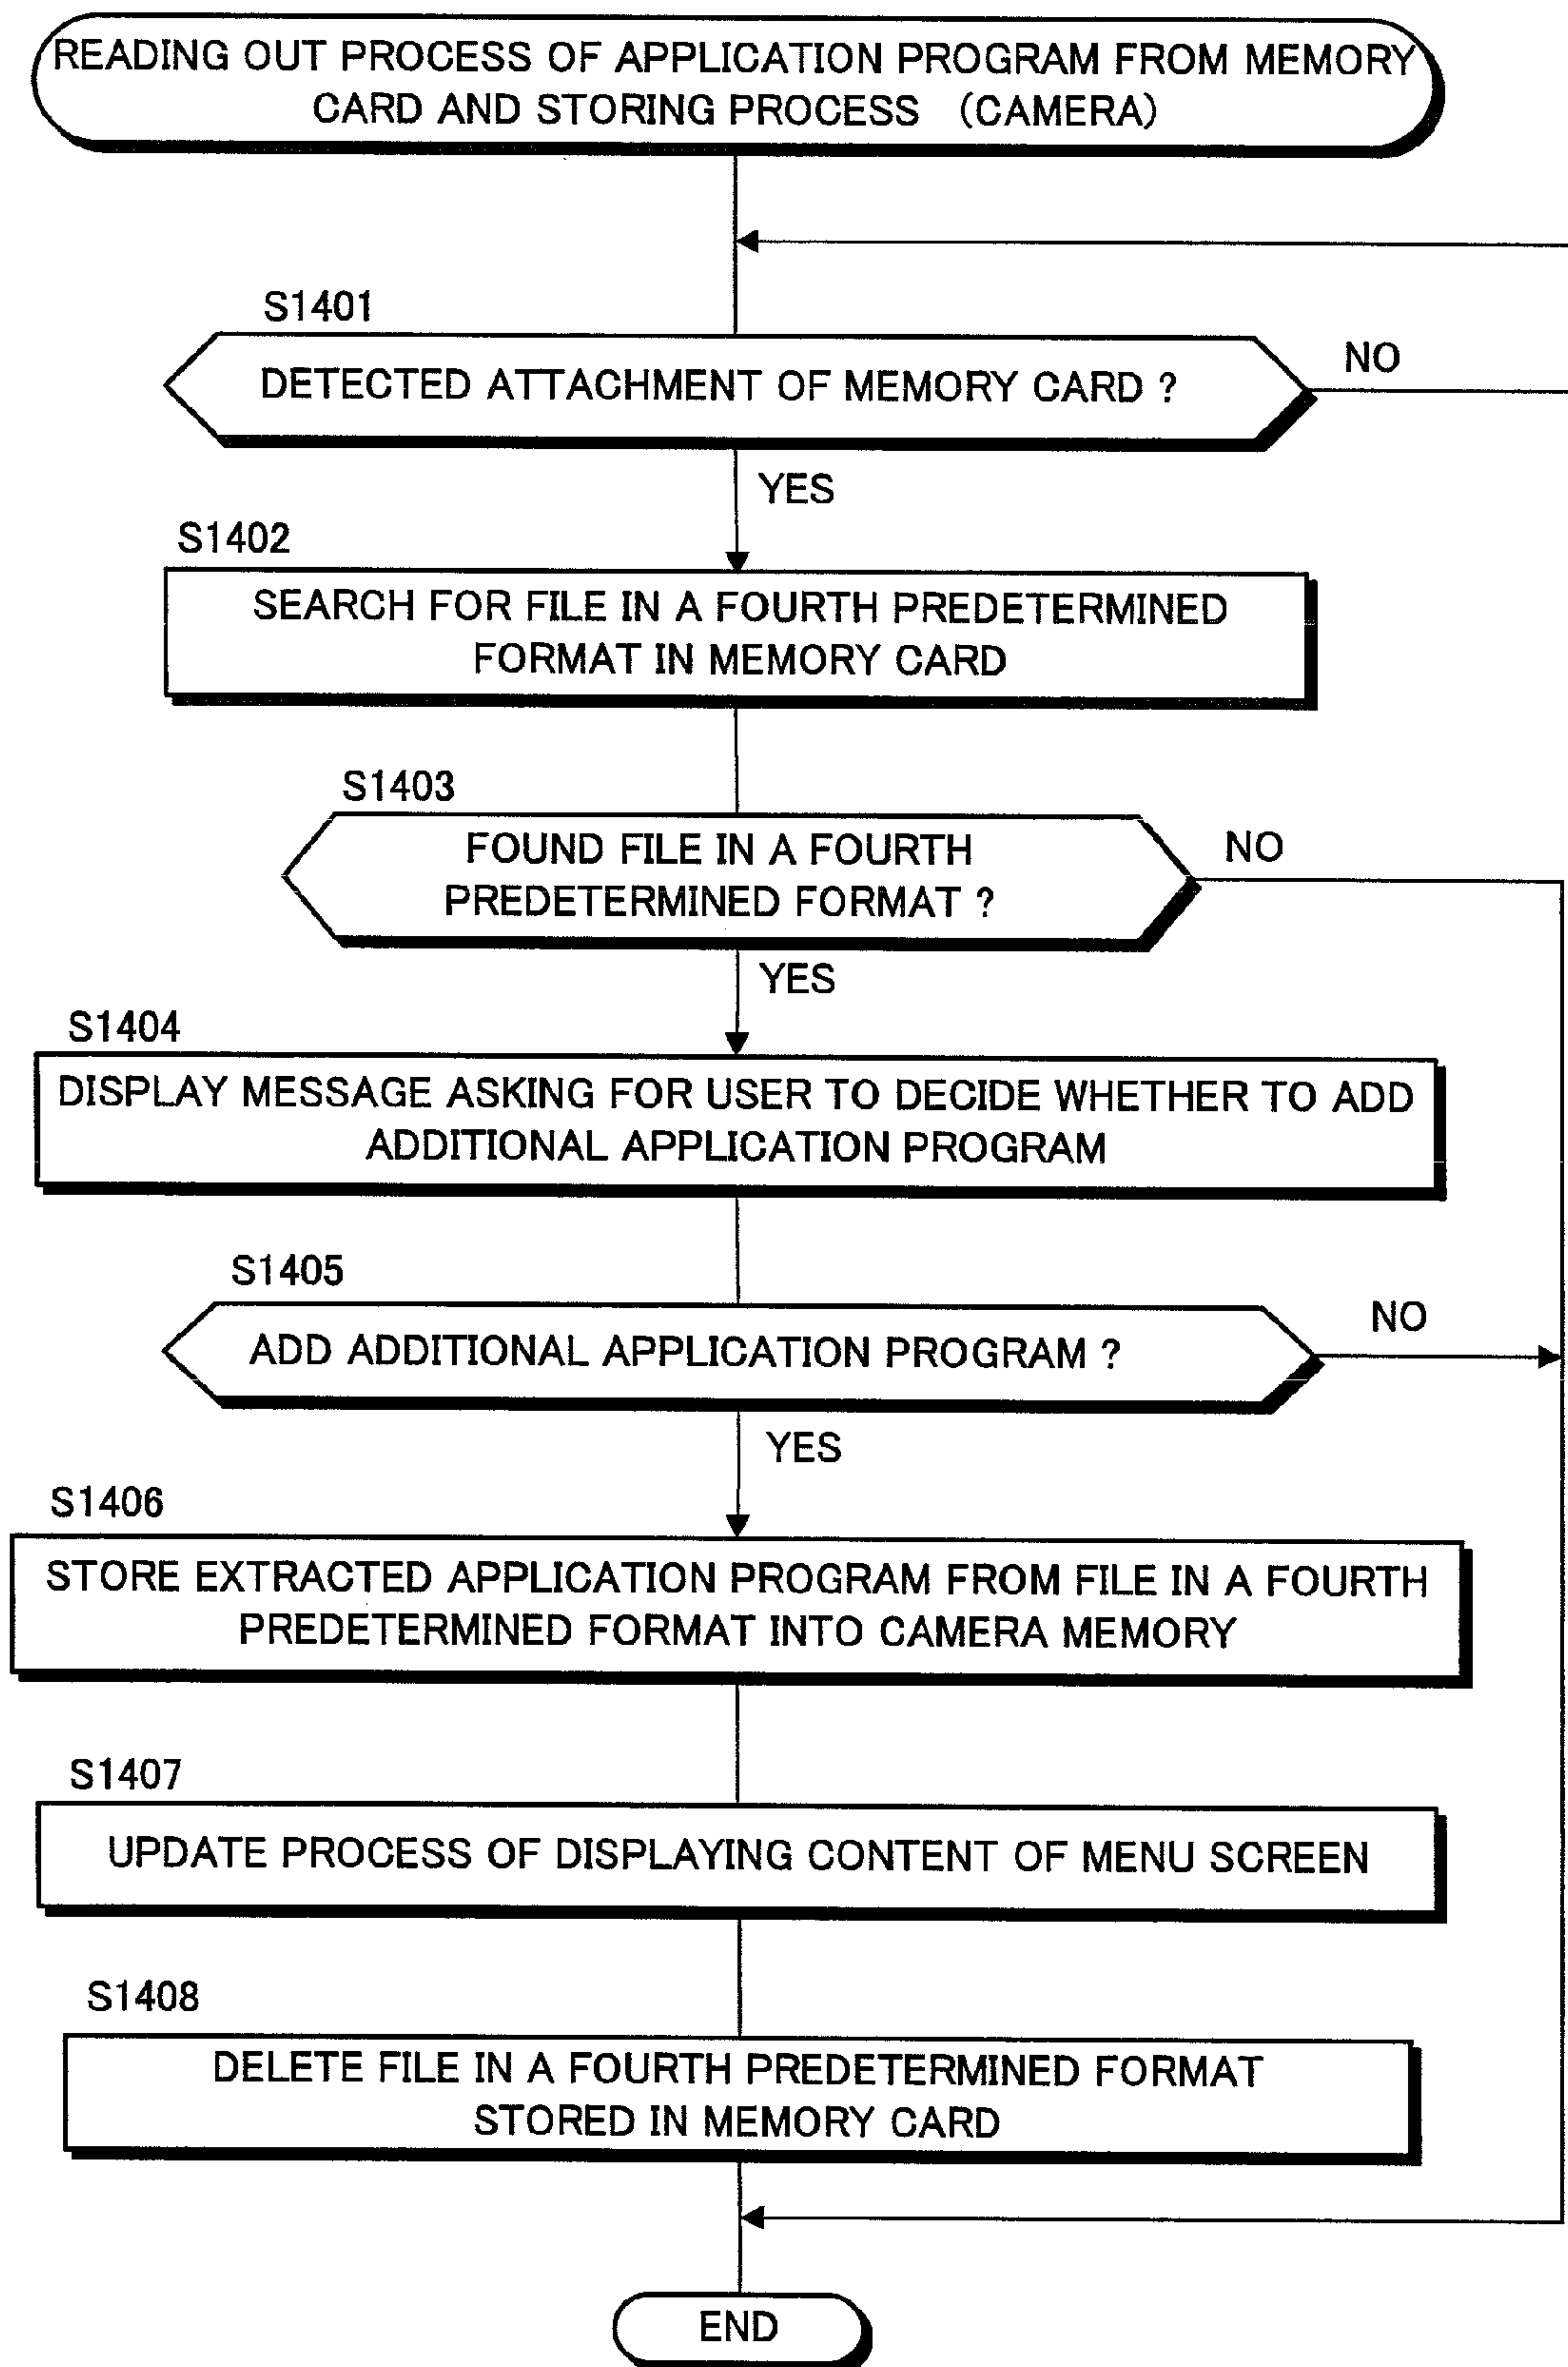 READING OUT PROCESS OF APPLICATION PROGRAM FROM MEMORY
CARD AND STORING PROCESS (CAMERA)
S1401
DETECTED ATTACHMENT OF MEMORY CARD ?
NO
YES
S1402
SEARCH FOR FILE IN A FOURTH PREDETERMINED
FORMAT IN MEMORY CARD
S1403
FOUND FILE IN A FOURTH
PREDETERMINED FORMAT ?
NO
YES
S1404
DISPLAY MESSAGE ASKING FOR USER TO DECIDE WHETHER TO ADD
ADDITIONAL APPLICATION PROGRAM
S1405
ADD ADDITIONAL APPLICATION PROGRAM ?
NO
YES
S1406
STORE EXTRACTED APPLICATION PROGRAM FROM FILE IN A FOURTH
PREDETERMINED FORMAT INTO CAMERA MEMORY
S1407
UPDATE PROCESS OF DISPLAYING CONTENT OF MENU SCREEN
S1408
DELETE FILE IN A FOURTH PREDETERMINED FORMAT
STORED IN MEMORY CARD
END